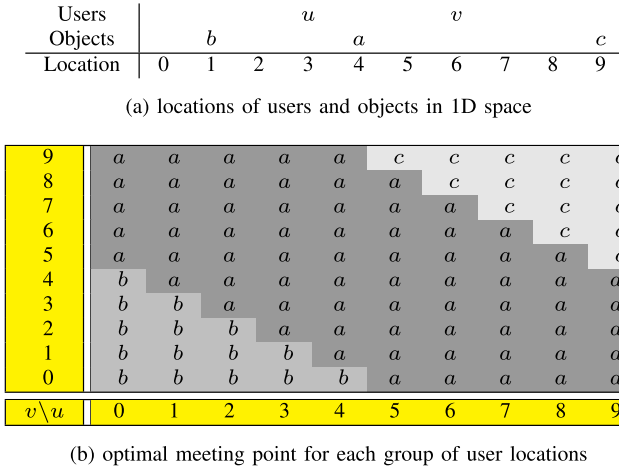 Users u v
Objects b a c
Location 0 1 2 3 4 5 6 7 8 9
(a) locations of users and objects in 1D space
9 a a a a a c c c c c
8 a a a a a a c c c c
7 a a a a a a a c c c
6 a a a a a a a a c c
5 a a a a a a a a a c
4 b a a a a a a a a a
3 b b a a a a a a a a
2 b b b a a a a a a a
1 b b b b a a a a a a
0 b b b b b a a a a a
v\u 0 1 2 3 4 5 6 7 8 9
(b) optimal meeting point for each group of user locations